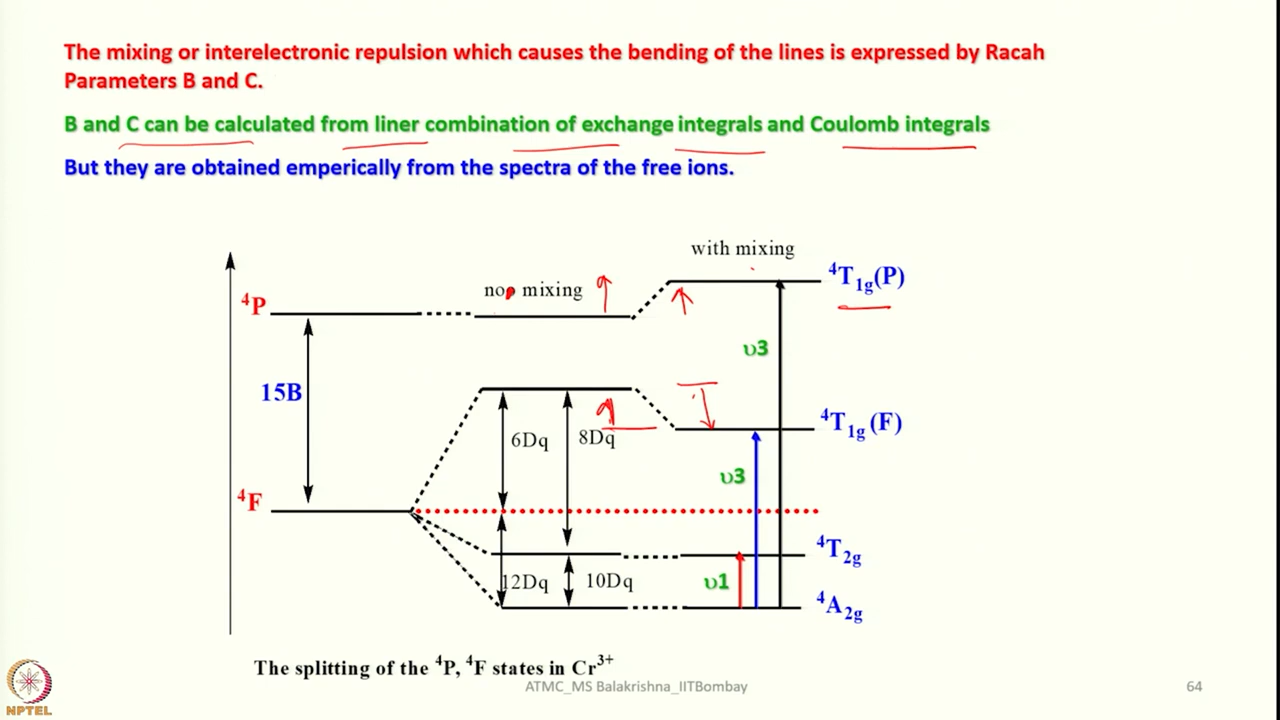 The mixing or interelectronic repulsion which causes the bending of the lines is expressed by Racah
Parameters B and C.
B and C can be calculated from liner combination of exchange integrals and Coulomb integrals
But they are obtained emperically from the spectra of the free ions.
with mixing
⁴T₁g(P)
no mixing
⁴P
υ3
15B
⁴T₁g (F)
6Dq
8Dq
υ3
⁴F
⁴T₂g
12Dq
10Dq
υ1
⁴A₂g
The splitting of the ⁴P, ⁴F states in Cr³⁺
ATMC_MS Balakrishna_IITBombay
64
NPTEL